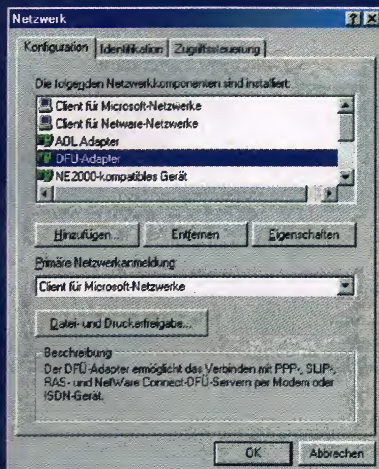 Netzwerk
Konfiguration
Identifikation
Zugriffssteuerung
Die folgenden Netzwerkkomponenten sind installiert:
Client für Microsoft-Netzwerke
Client für Netware-Netzwerke
AOL Adapter
DFÜ-Adapter
NE2000-kompatibles Gerät
Hinzufügen...
Entfernen
Eigenschaften
Primäre Netzwerkanmeldung:
Client für Microsoft-Netzwerke
Datei- und Druckerfreigabe...
Beschreibung
Der DFÜ-Adapter ermöglicht das Verbinden mit PPP-, SLIP-,
RAS- und NetWare Connect-DFÜ-Servern per Modem oder
ISDN-Gerät.
OK
Abbrechen